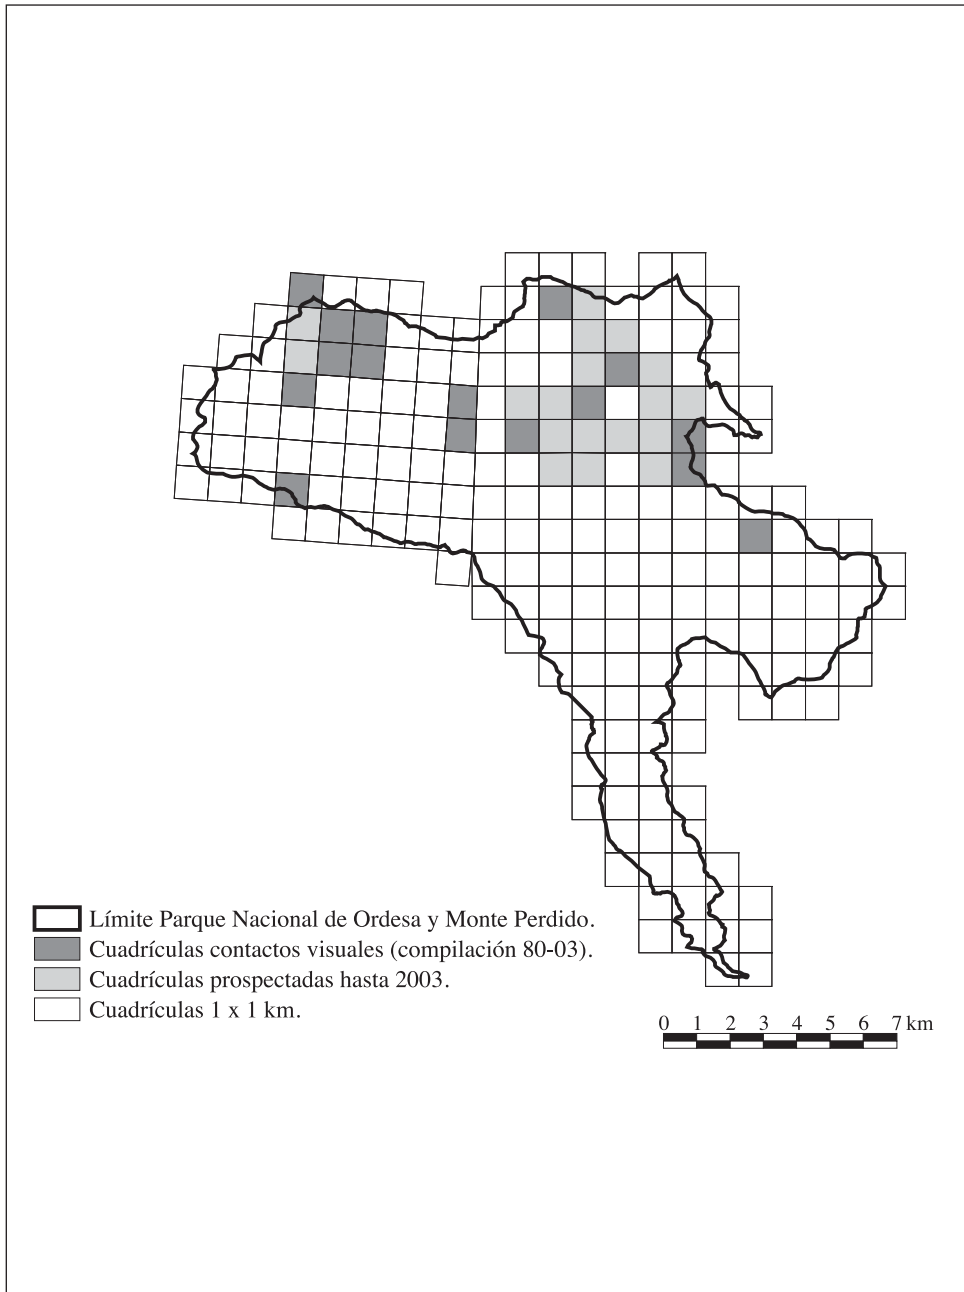 Límite Parque Nacional de Ordesa y Monte Perdido.
Cuadrículas contactos visuales (compilación 80-03).
Cuadrículas prospectadas hasta 2003.
Cuadrículas 1 x 1 km.
0 1 2 3 4 5 6 7 km